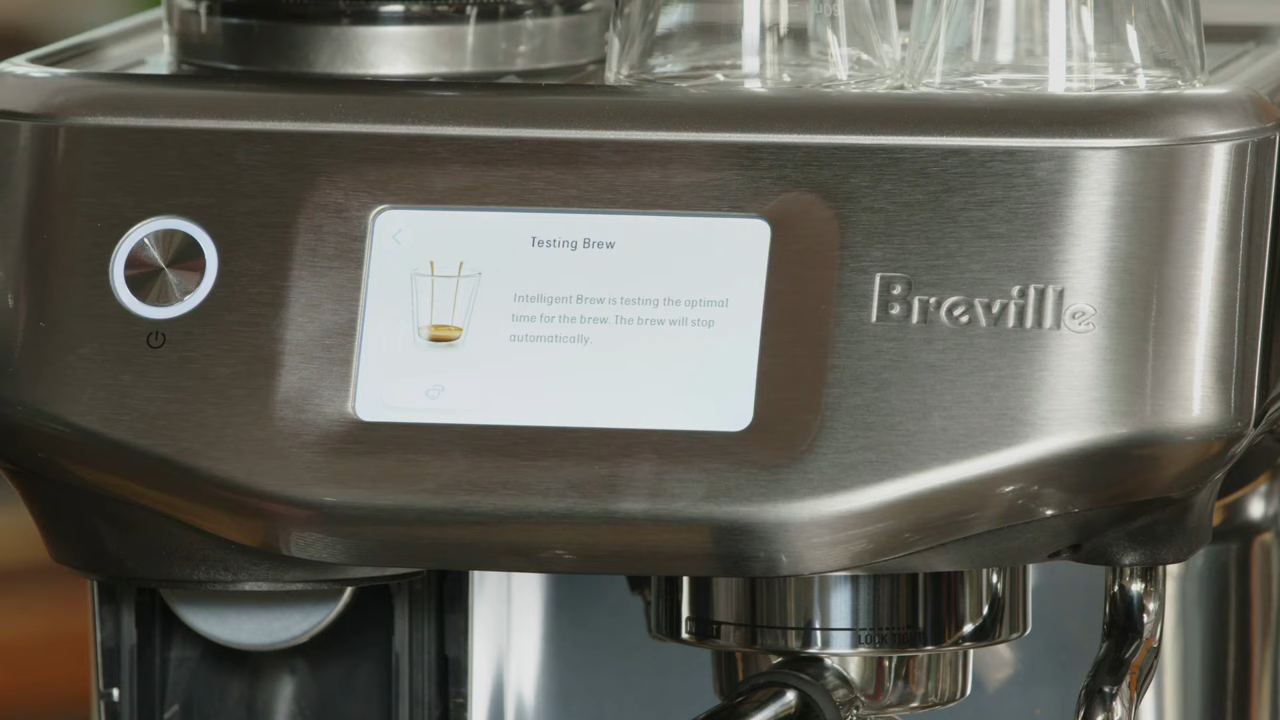 Testing Brew
Intelligent Brew is testing the optimal
time for the brew. The brew will stop
automatically.
Breville
LOCK TIGHT